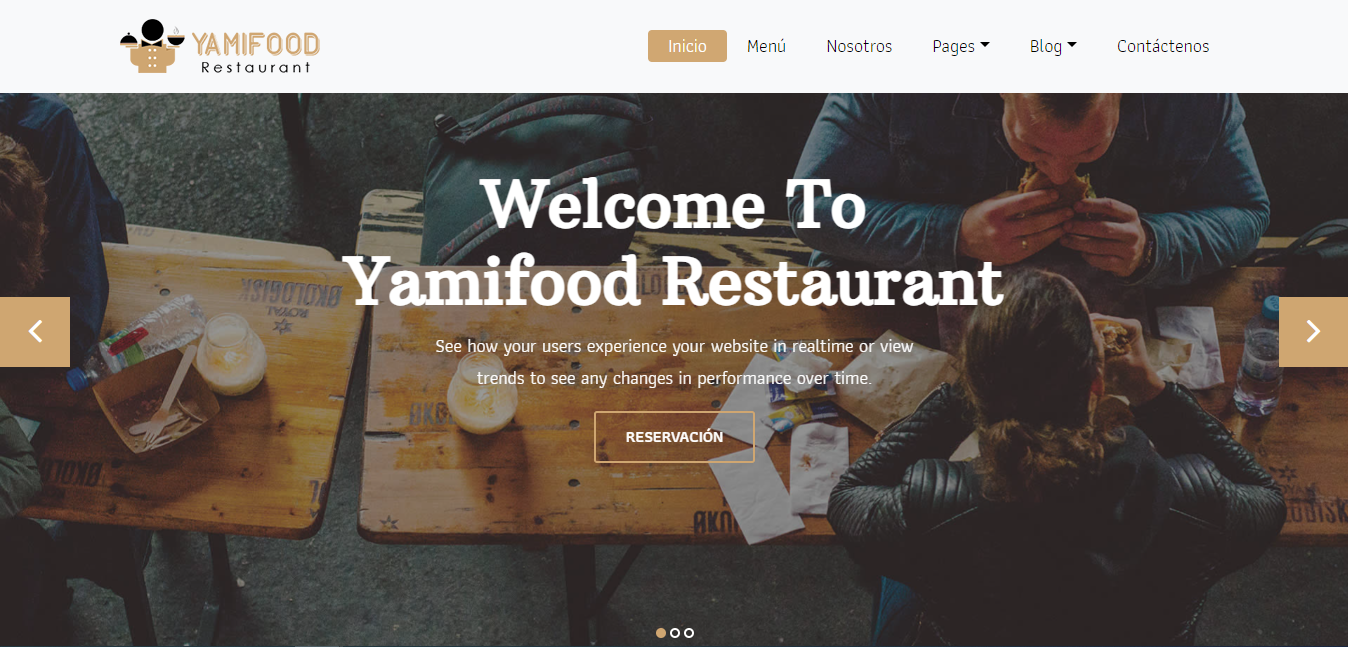 YAMIFOOD
Restaurant
Inicio
Menú
Nosotros
Pages
Blog
Contáctenos
Welcome To
Yamifood Restaurant
See how your users experience your website in realtime or view
trends to see any changes in performance over time.
RESERVACIÓN
ROYAL